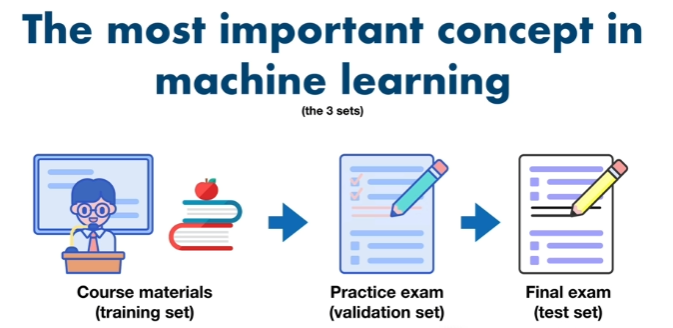 The most important concept in
machine learning
(the 3 sets)
Course materials
(training set)
Practice exam
(validation set)
Final exam
(test set)